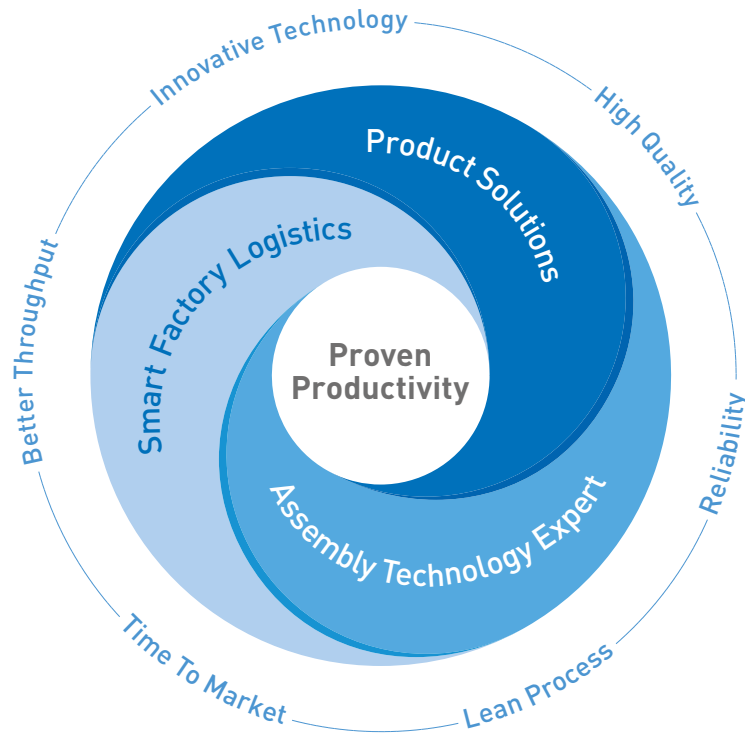 Innovative Technology
High Quality
Reliability
Lean Process
Time To Market
Better Throughput
Product Solutions
Assembly Technology Expert
Smart Factory Logistics
Proven
Productivity